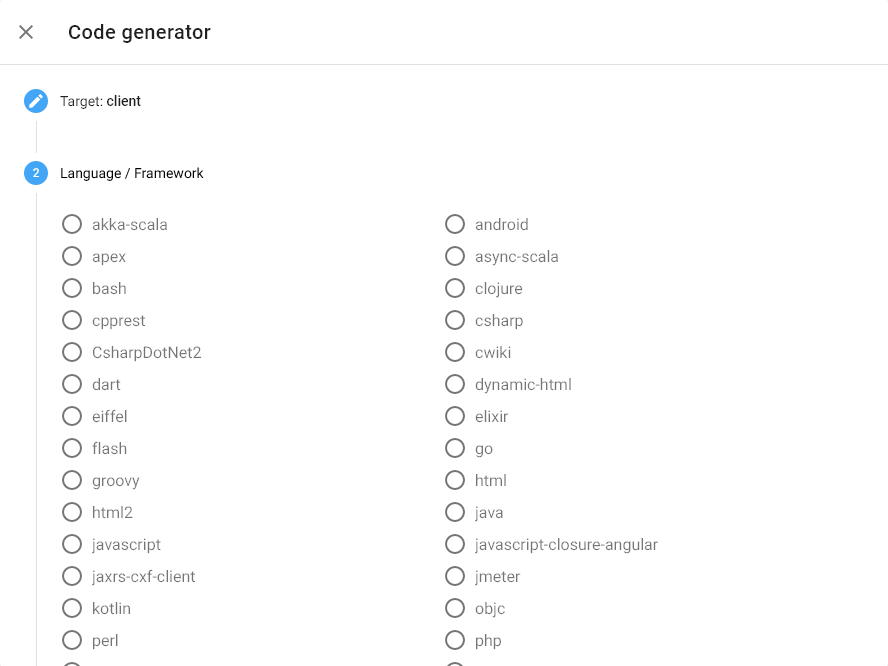 Code generator
Target: client
2 Language / Framework
akka-scala android
apex async-scala
bash clojure
cpprest csharp
CsharpDotNet2 cwiki
dart dynamic-html
eiffel elixir
flash go
groovy html
html2 java
javascript javascript-closure-angular
jaxrs-cxf-client jmeter
kotlin objc
perl php